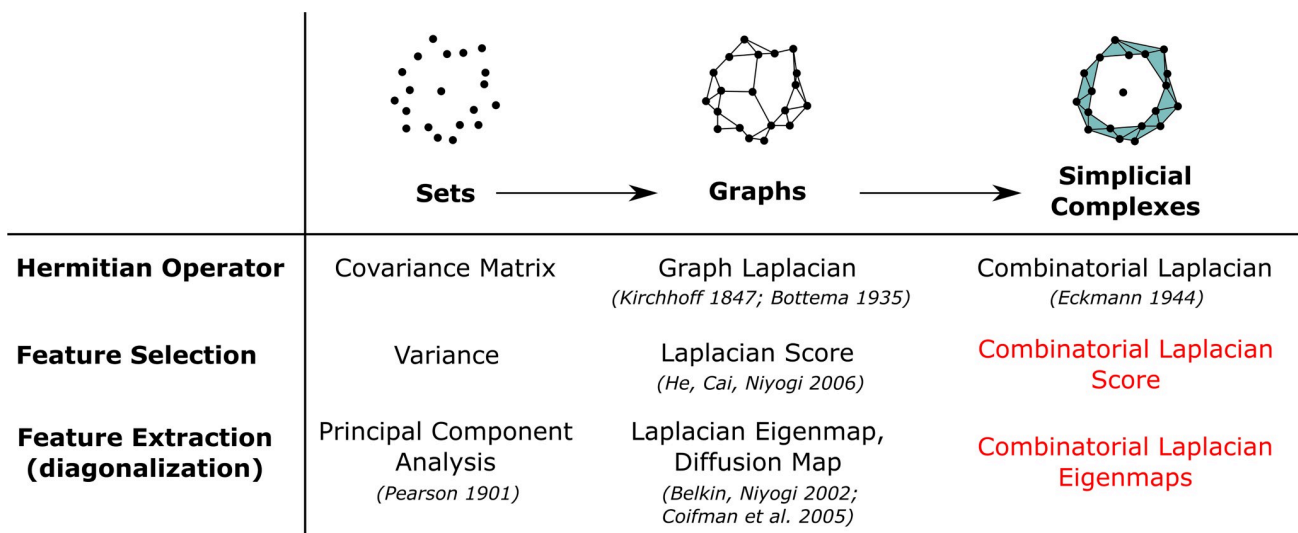 Sets
Graphs
Simplicial
Complexes
Hermitian Operator
Covariance Matrix
Graph Laplacian
(Kirchhoff 1847; Bottema 1935)
Combinatorial Laplacian
(Eckmann 1944)
Feature Selection
Variance
Laplacian Score
(He, Cai, Niyogi 2006)
Combinatorial Laplacian
Score
Feature Extraction
(diagonalization)
Principal Component
Analysis
(Pearson 1901)
Laplacian Eigenmap,
Diffusion Map
(Belkin, Niyogi 2002;
Coifman et al. 2005)
Combinatorial Laplacian
Eigenmaps